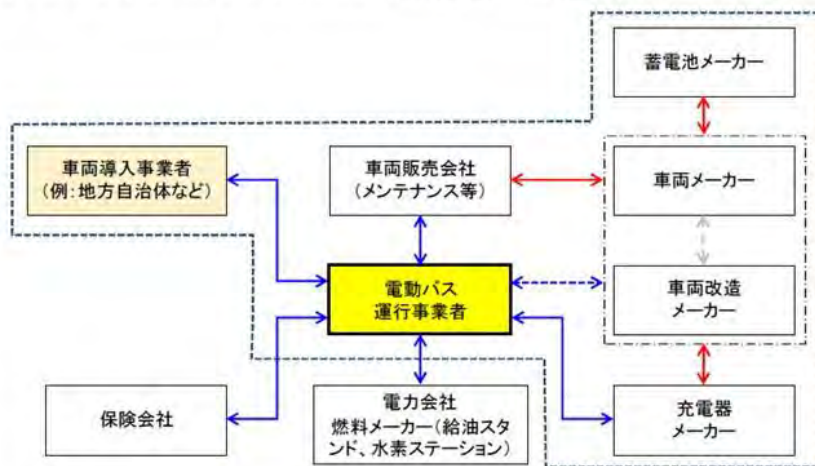 蓄電池メーカー
車両導入事業者
(例:地方自治体など)
車両販売会社
(メンテナンス等)
車両メーカー
電動バス
運行事業者
車両改造
メーカー
保険会社
電力会社
燃料メーカー(給油スタ
ンド、水素ステーション)
充電器
メーカー